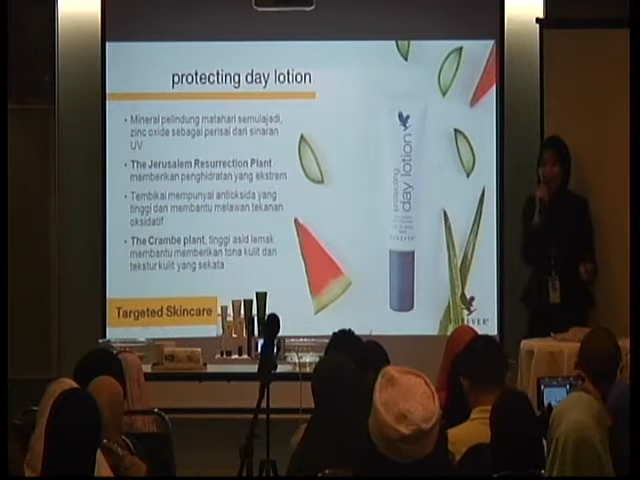 protecting day lotion
• Mineral pelindung matahari semulajadi,
zinc oxide sebagai perisai dari sinaran
UV
• The Jerusalem Resurrection Plant
memberikan penghidratan yang ekstrem
• Tembikai mempunyai antioksida yang
tinggi dan membantu melawan tekanan
oksidatif
• The Crambe plant, tinggi asid lemak
membantu memberikan tona kulit dan
tekstur kulit yang sekata
Targeted Skincare
protecting
day lotion
FOREVER
FOREVER